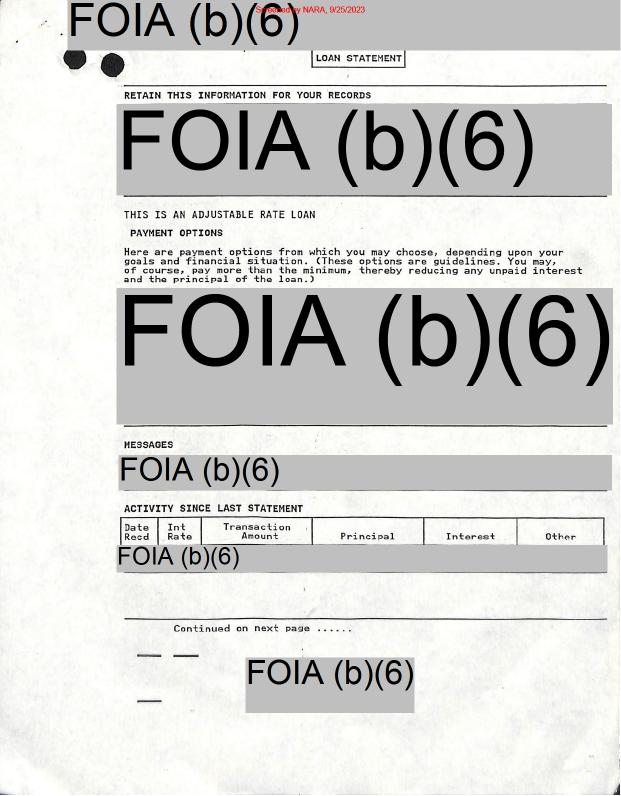 Screened by NARA, 9/25/2023
FOIA (b)(6)
LOAN STATEMENT
RETAIN THIS INFORMATION FOR YOUR RECORDS
FOIA (b)(6)
THIS IS AN ADJUSTABLE RATE LOAN
PAYMENT OPTIONS
Here are payment options from which you may choose, depending upon your
goals and financial situation. (These options are guidelines. You may,
of course, pay more than the minimum, thereby reducing any unpaid interest
and the principal of the loan.)
FOIA (b)(6)
MESSAGES
FOIA (b)(6)
ACTIVITY SINCE LAST STATEMENT
Date Recd Int Rate Transaction Amount Principal Interest Other
FOIA (b)(6)
Continued on next page ......
FOIA (b)(6)